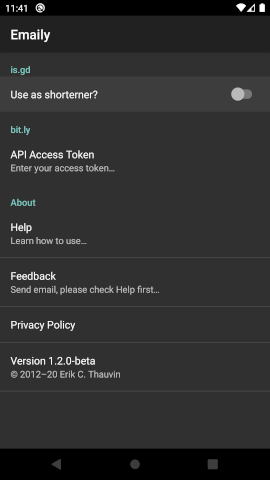 11:41
Emaily
is.gd
Use as shorterner?
bit.ly
API Access Token
Enter your access token...
About
Help
Learn how to use...
Feedback
Send email, please check Help first...
Privacy Policy
Version 1.2.0-beta
© 2012–20 Erik C. Thauvin